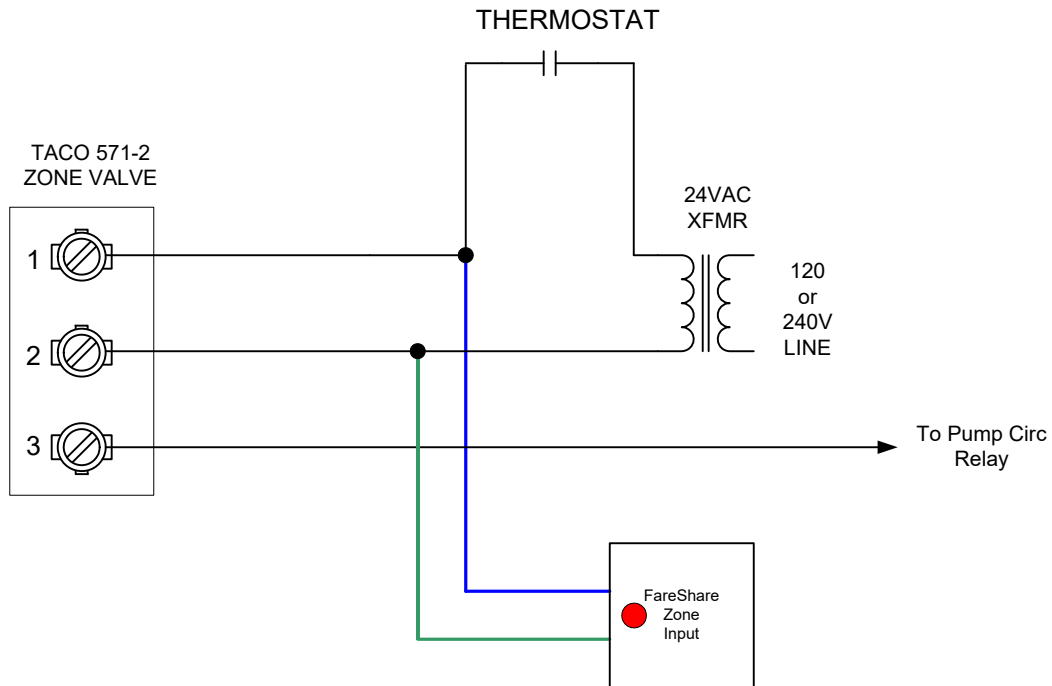 THERMOSTAT
TACO 571-2
ZONE VALVE
24VAC
XFMR
1
120
or
240V
LINE
2
3
To Pump Circ
Relay
FareShare
Zone
Input